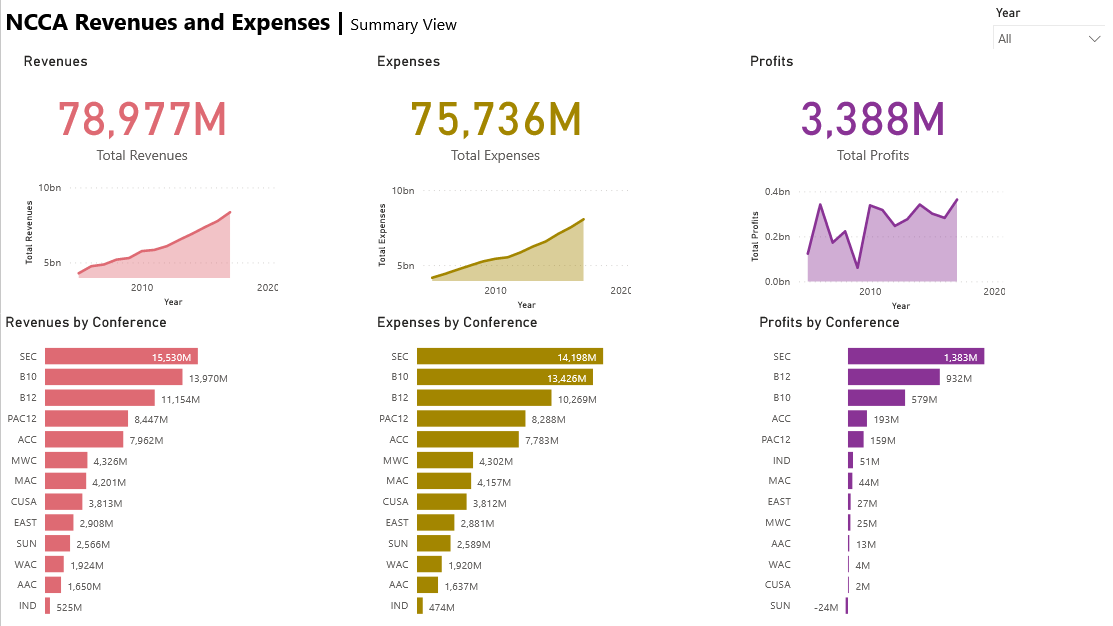 NCCA Revenues and Expenses | Summary View
Year
All
Revenues
78,977M
Total Revenues
10bn
5bn
Total Revenues
2010
2020
Year
Expenses
75,736M
Total Expenses
10bn
5bn
Total Expenses
2010
2020
Year
Profits
3,388M
Total Profits
0.4bn
0.2bn
0.0bn
Total Profits
2010
2020
Year
Revenues by Conference
SEC 15,530M
B10 13,970M
B12 11,154M
PAC12 8,447M
ACC 7,962M
MWC 4,326M
MAC 4,201M
CUSA 3,813M
EAST 2,908M
SUN 2,566M
WAC 1,924M
AAC 1,650M
IND 525M
Expenses by Conference
SEC 14,198M
B10 13,426M
B12 10,269M
PAC12 8,288M
ACC 7,783M
MWC 4,302M
MAC 4,157M
CUSA 3,812M
EAST 2,881M
SUN 2,589M
WAC 1,920M
AAC 1,637M
IND 474M
Profits by Conference
SEC 1,383M
B12 932M
B10 579M
ACC 193M
PAC12 159M
IND 51M
MAC 44M
EAST 27M
MWC 25M
AAC 13M
WAC 4M
CUSA 2M
SUN -24M